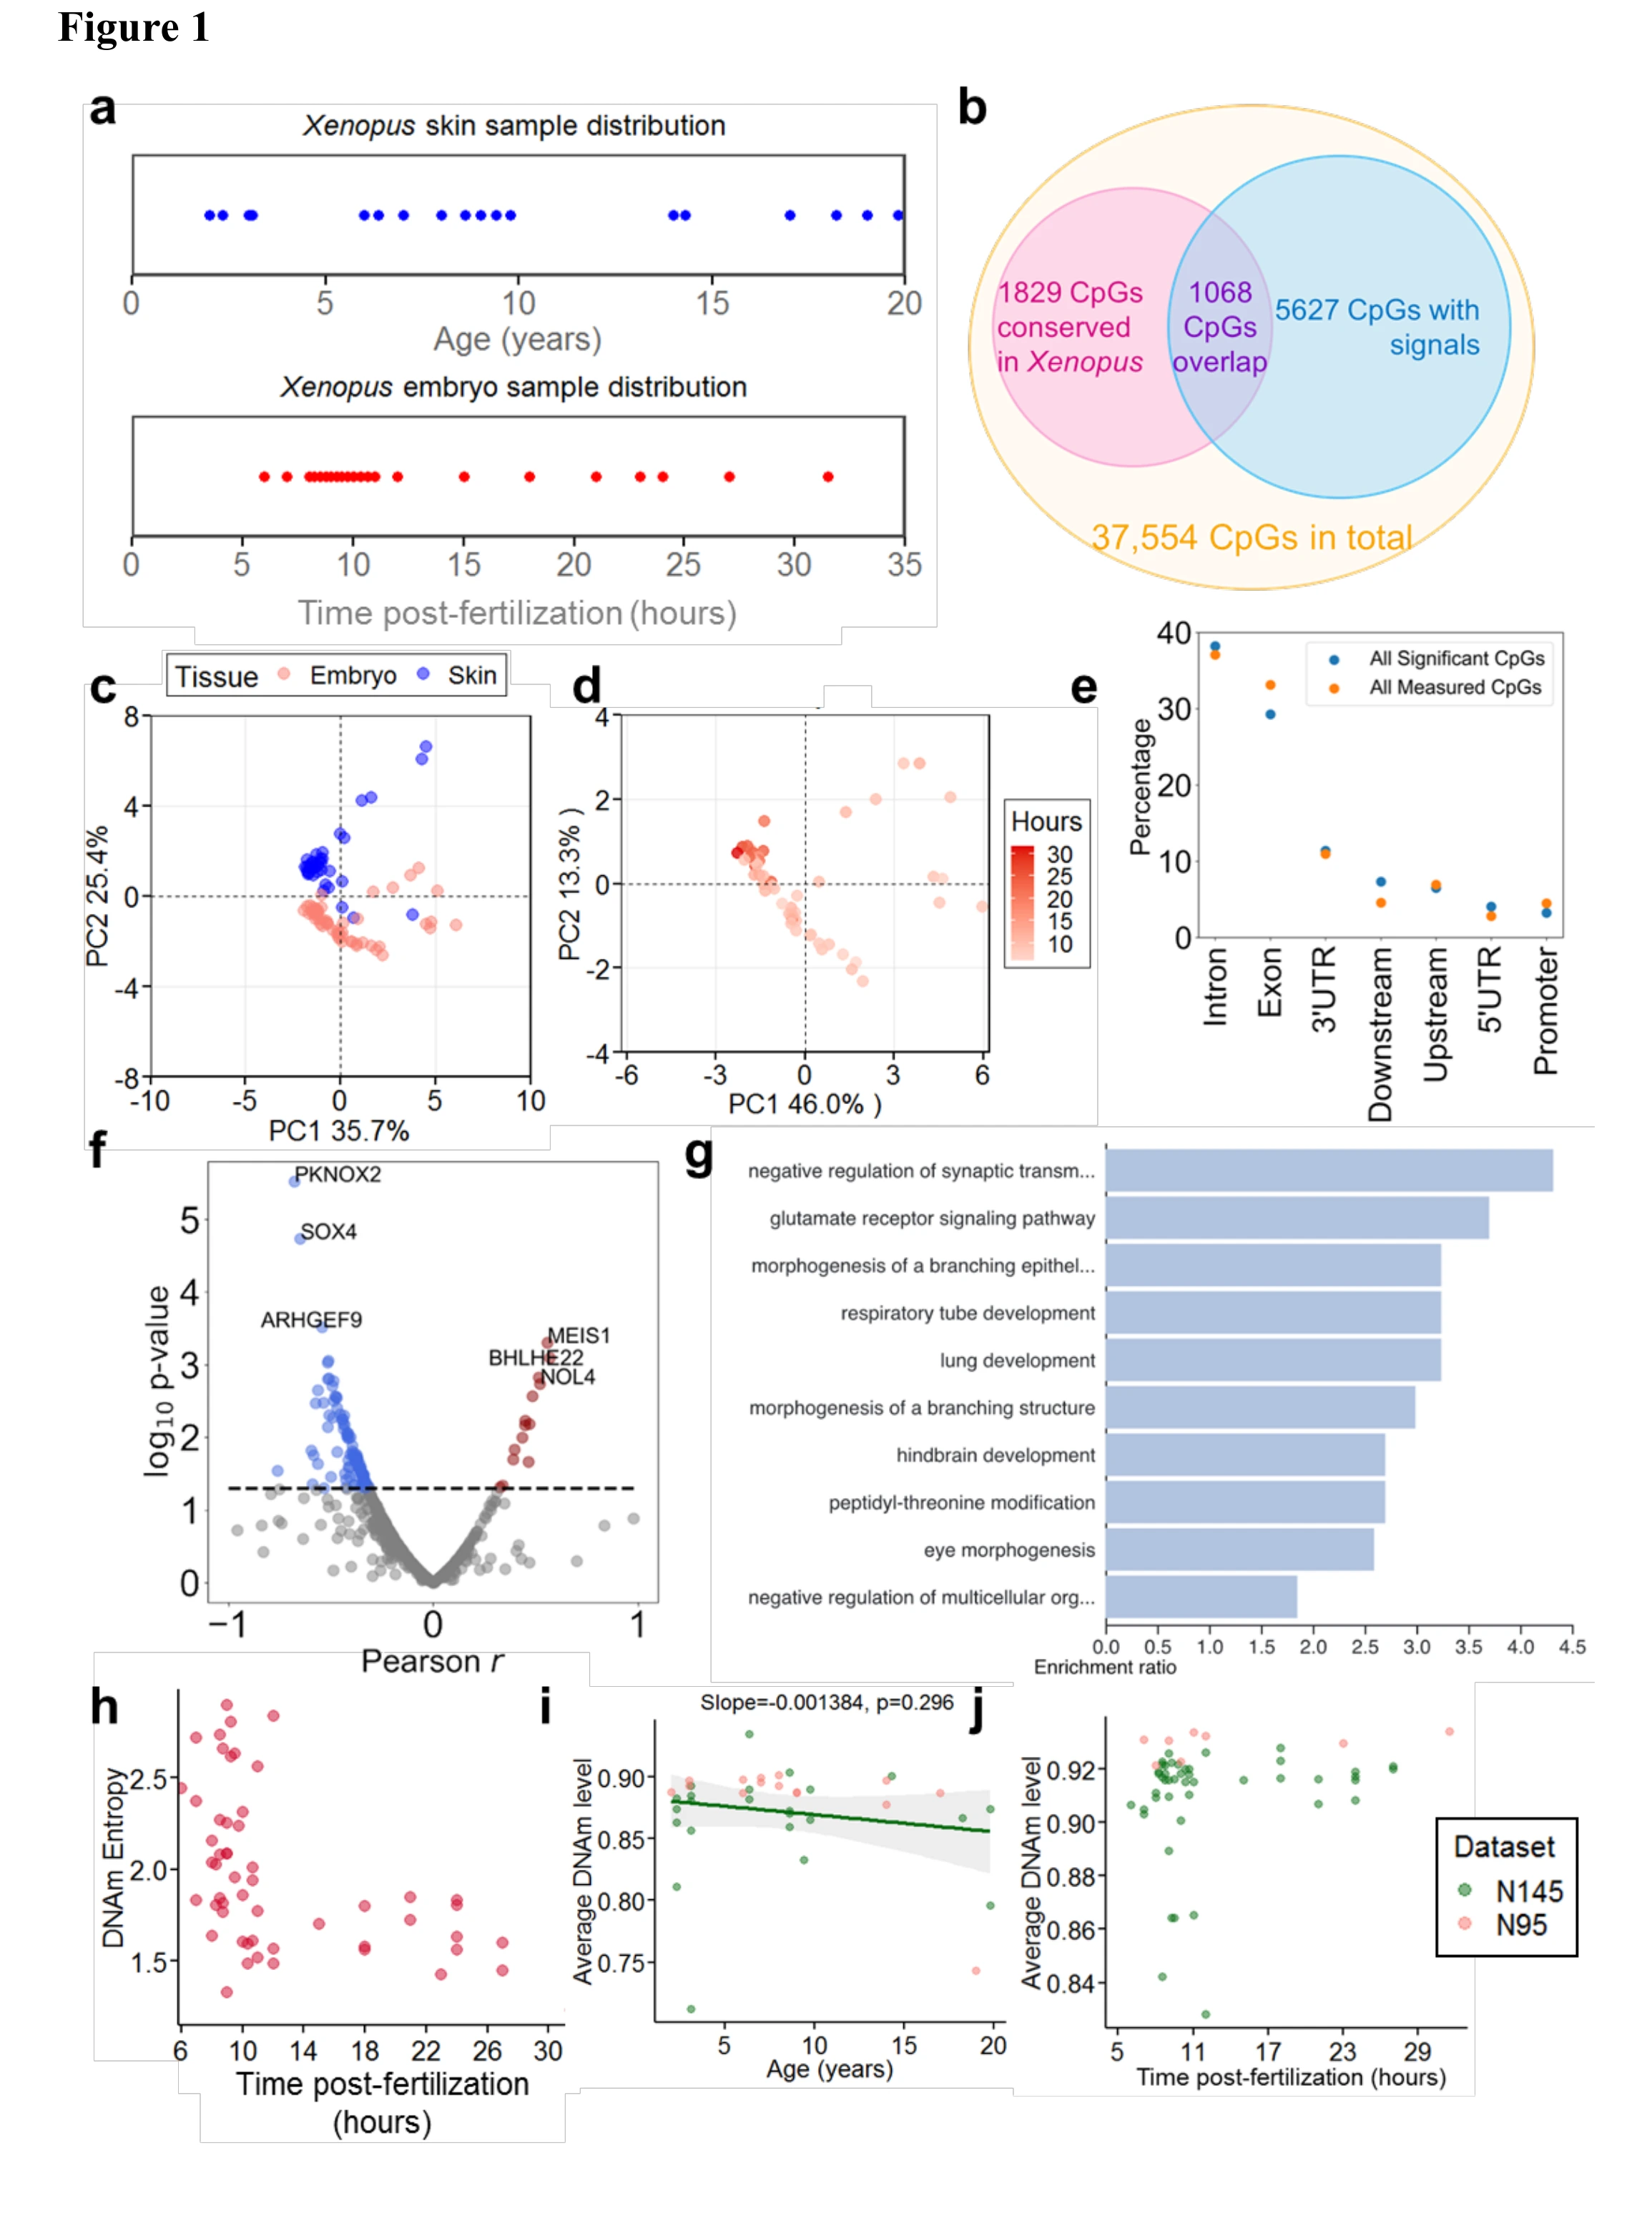 Figure 1
a
Xenopus skin sample distribution
0 5 10 15 20
Age (years)
Xenopus embryo sample distribution
0 5 10 15 20 25 30 35
Time post-fertilization (hours)
b
1829 CpGs
conserved
in Xenopus
1068
CpGs
overlap
5627 CpGs with
signals
37,554 CpGs in total
c
Tissue Embryo Skin
8
4
0
-4
-8
PC2 25.4%
-10 -5 0 5 10
PC1 35.7%
d
4
2
0
-2
-4
PC2 13.3% )
-6 -3 0 3 6
PC1 46.0% )
Hours
30
25
20
15
10
e
40
30
20
10
0
Percentage
All Significant CpGs
All Measured CpGs
Intron
Exon
3'UTR
Downstream
Upstream
5'UTR
Promoter
f
PKNOX2
SOX4
ARHGEF9
MEIS1
BHLHE22
NOL4
5
4
3
2
1
0
log10 p-value
−1 0 1
Pearson r
g
negative regulation of synaptic transm...
glutamate receptor signaling pathway
morphogenesis of a branching epithel...
respiratory tube development
lung development
morphogenesis of a branching structure
hindbrain development
peptidyl-threonine modification
eye morphogenesis
negative regulation of multicellular org...
0.0 0.5 1.0 1.5 2.0 2.5 3.0 3.5 4.0 4.5
Enrichment ratio
h
2.5
2.0
1.5
DNAm Entropy
6 10 14 18 22 26 30
Time post-fertilization
(hours)
i
Slope=-0.001384, p=0.296
0.90
0.85
0.80
0.75
Average DNAm level
5 10 15 20
Age (years)
j
0.92
0.90
0.88
0.86
0.84
Average DNAm level
5 11 17 23 29
Time post-fertilization (hours)
Dataset
N145
N95